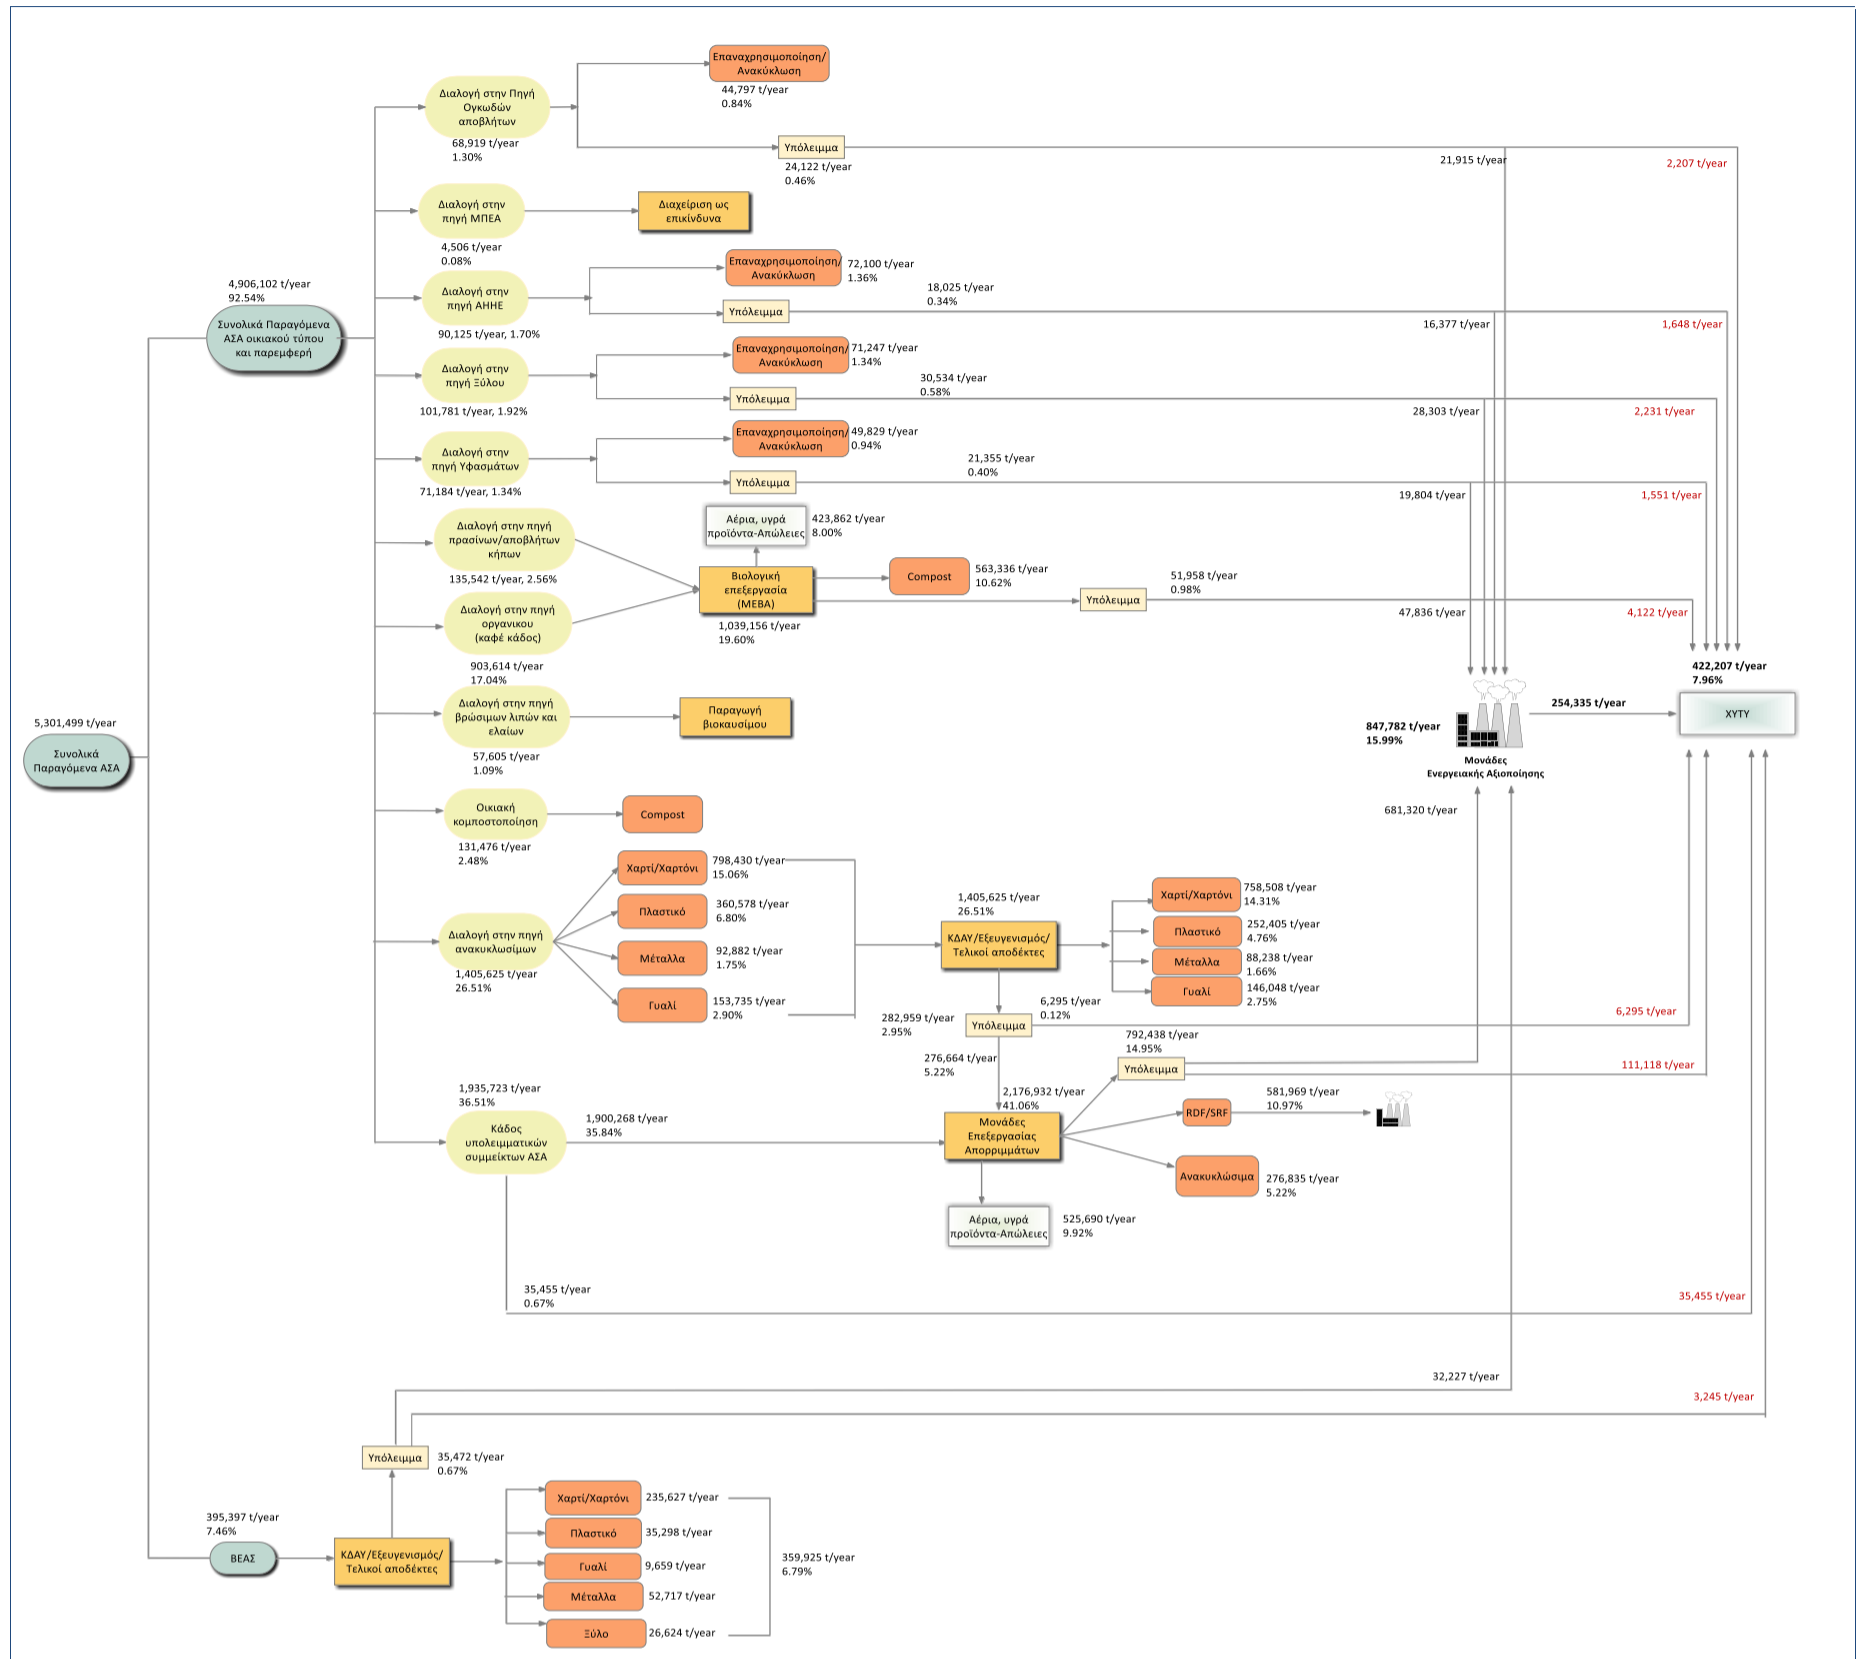 Επαναχρησιμοποίηση/
Ανακύκλωση
44,797 t/year
0.84%
Διαλογή στην Πηγή
Ογκωδών
αποβλήτων
68,919 t/year
1.30%
Υπόλειμμα
24,122 t/year
0.46%
21,915 t/year
2,207 t/year
Διαλογή στην
πηγή ΜΠΕΑ
4,506 t/year
0.08%
Διαχείριση ως
επικίνδυνα
4,906,102 t/year
92.54%
Συνολικά Παραγόμενα
ΑΣΑ οικιακού τύπου
και παρεμφερή
Διαλογή στην
πηγή ΑΗΗΕ
90,125 t/year, 1.70%
Επαναχρησιμοποίηση/
Ανακύκλωση
72,100 t/year
1.36%
Υπόλειμμα
18,025 t/year
0.34%
16,377 t/year
1,648 t/year
Διαλογή στην
πηγή Ξύλου
101,781 t/year, 1.92%
Επαναχρησιμοποίηση/
Ανακύκλωση
71,247 t/year
1.34%
Υπόλειμμα
30,534 t/year
0.58%
28,303 t/year
2,231 t/year
Διαλογή στην
πηγή Υφασμάτων
71,184 t/year, 1.34%
Επαναχρησιμοποίηση/
Ανακύκλωση
49,829 t/year
0.94%
Υπόλειμμα
21,355 t/year
0.40%
19,804 t/year
1,551 t/year
Διαλογή στην πηγή
πρασίνων/αποβλήτων
κήπων
135,542 t/year, 2.56%
Αέρια, υγρά
προϊόντα-Απώλειες
423,862 t/year
8.00%
Βιολογική
επεξεργασία
(ΜΕΒΑ)
1,039,156 t/year
19.60%
Compost
563,336 t/year
10.62%
Υπόλειμμα
51,958 t/year
0.98%
47,836 t/year
4,122 t/year
Διαλογή στην πηγή
οργανικου
(καφέ κάδος)
903,614 t/year
17.04%
422,207 t/year
7.96%
ΧΥΤΥ
254,335 t/year
847,782 t/year
15.99%
Μονάδες
Ενεργειακής Αξιοποίησης
Διαλογή στην πηγή
βρώσιμων λιπών και
ελαίων
57,605 t/year
1.09%
Παραγωγή
βιοκαυσίμου
5,301,499 t/year
Συνολικά
Παραγόμενα ΑΣΑ
Οικιακή
κομποστοποίηση
131,476 t/year
2.48%
Compost
681,320 t/year
Διαλογή στην πηγή
ανακυκλωσίμων
1,405,625 t/year
26.51%
Χαρτί/Χαρτόνι
798,430 t/year
15.06%
Πλαστικό
360,578 t/year
6.80%
Μέταλλα
92,882 t/year
1.75%
Γυαλί
153,735 t/year
2.90%
1,405,625 t/year
26.51%
ΚΔΑΥ/Εξευγενισμός/
Τελικοί αποδέκτες
Χαρτί/Χαρτόνι
758,508 t/year
14.31%
Πλαστικό
252,405 t/year
4.76%
Μέταλλα
88,238 t/year
1.66%
Γυαλί
146,048 t/year
2.75%
282,959 t/year
2.95%
Υπόλειμμα
6,295 t/year
0.12%
6,295 t/year
276,664 t/year
5.22%
792,438 t/year
14.95%
Υπόλειμμα
111,118 t/year
1,935,723 t/year
36.51%
Κάδος
υπολειμματικών
συμμείκτων ΑΣΑ
1,900,268 t/year
35.84%
2,176,932 t/year
41.06%
Μονάδες
Επεξεργασίας
Απορριμμάτων
RDF/SRF
581,969 t/year
10.97%
Ανακυκλώσιμα
276,835 t/year
5.22%
Αέρια, υγρά
προϊόντα-Απώλειες
525,690 t/year
9.92%
35,455 t/year
0.67%
35,455 t/year
32,227 t/year
3,245 t/year
Υπόλειμμα
35,472 t/year
0.67%
395,397 t/year
7.46%
ΒΕΑΣ
ΚΔΑΥ/Εξευγενισμός/
Τελικοί αποδέκτες
Χαρτί/Χαρτόνι
235,627 t/year
Πλαστικό
35,298 t/year
Γυαλί
9,659 t/year
Μέταλλα
52,717 t/year
Ξύλο
26,624 t/year
359,925 t/year
6.79%